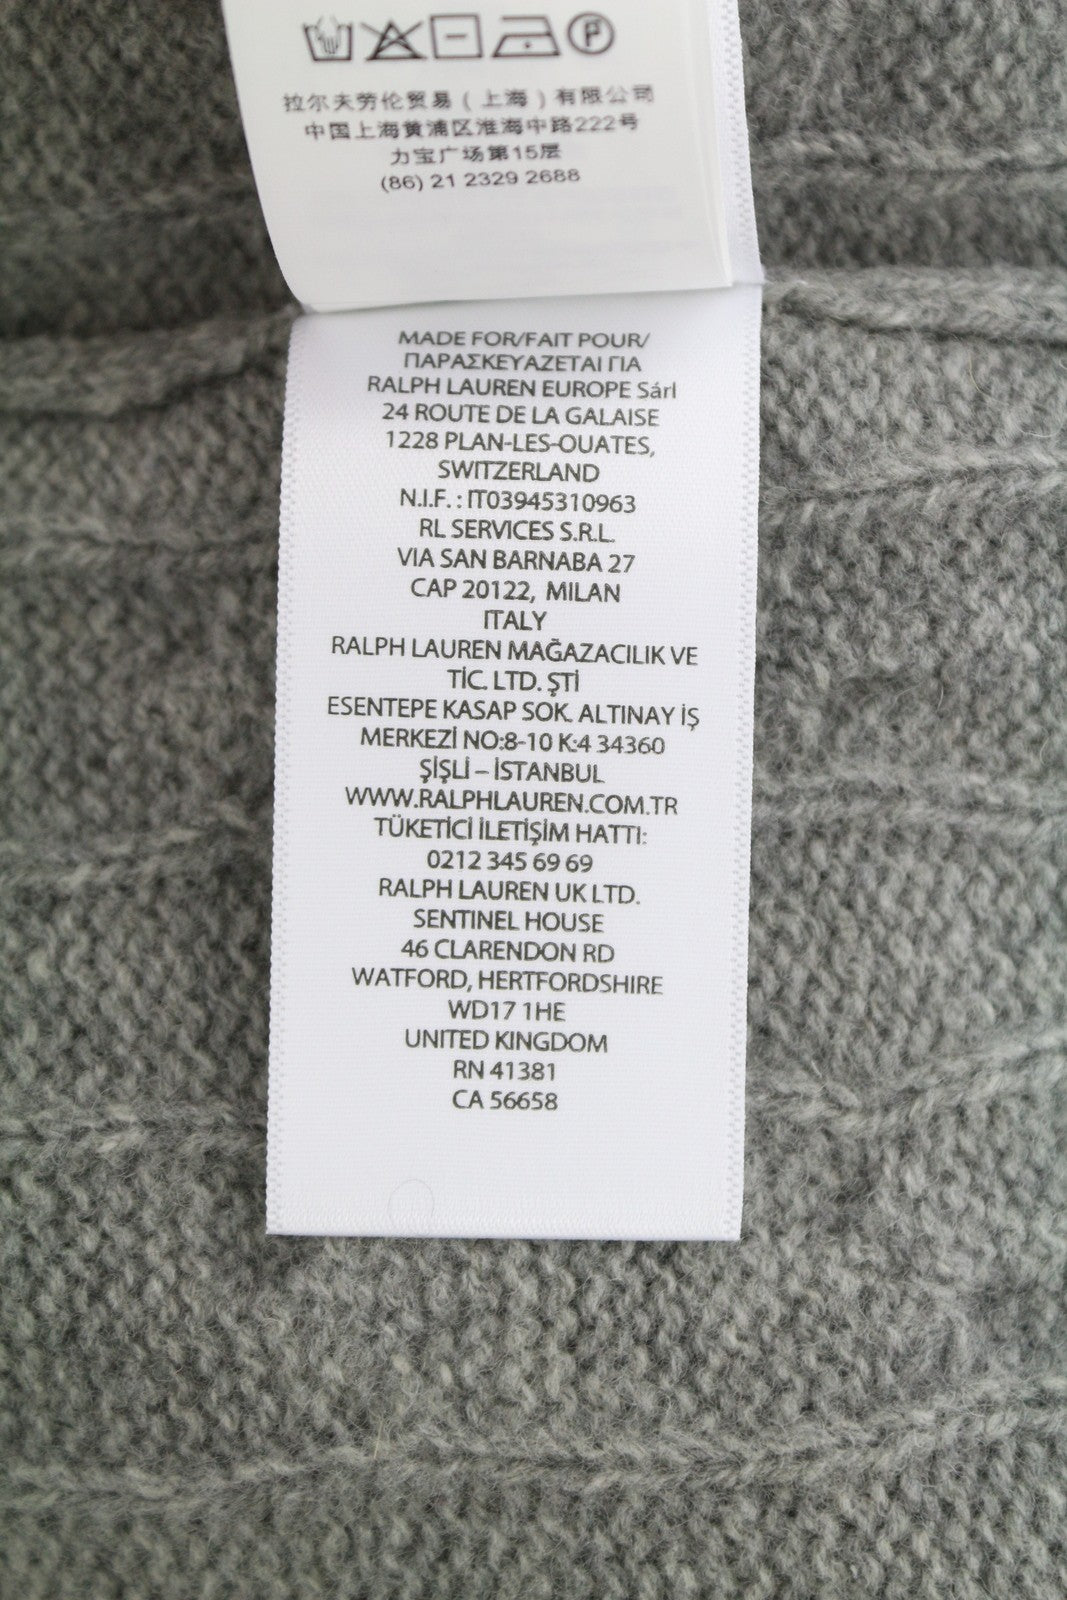 P
拉尔夫劳伦贸易（上海）有限公司
中国上海黄浦区淮海中路222号
力宝广场第15层
(86) 21 2329 2688
MADE FOR/FAIT POUR/
ΠΑΡΑΣΚΕΥΑΖΕΤΑΙ ΓΙΑ
RALPH LAUREN EUROPE Sárl
24 ROUTE DE LA GALAISE
1228 PLAN-LES-OUATES,
SWITZERLAND
N.I.F. : IT03945310963
RL SERVICES S.R.L.
VIA SAN BARNABA 27
CAP 20122, MILAN
ITALY
RALPH LAUREN MAĞAZACILIK VE
TİC. LTD. ŞTİ
ESENTEPE KASAP SOK. ALTINAY İŞ
MERKEZİ NO:8-10 K:4 34360
ŞİŞLİ – İSTANBUL
WWW.RALPHLAUREN.COM.TR
TÜKETİCİ İLETİŞİM HATTI:
0212 345 69 69
RALPH LAUREN UK LTD.
SENTINEL HOUSE
46 CLARENDON RD
WATFORD, HERTFORDSHIRE
WD17 1HE
UNITED KINGDOM
RN 41381
CA 56658